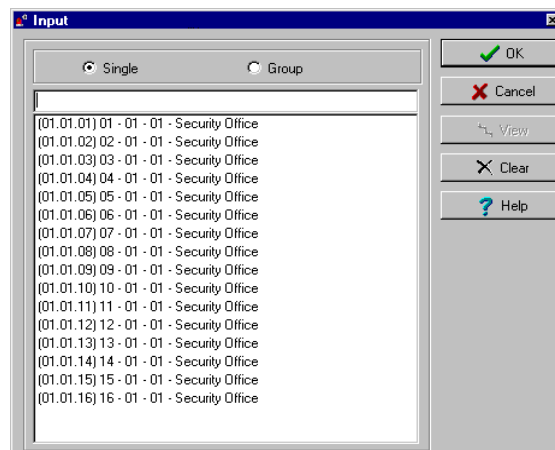 Input
Single Group
(01.01.01) 01 - 01 - 01 - Security Office
(01.01.02) 02 - 01 - 01 - Security Office
(01.01.03) 03 - 01 - 01 - Security Office
(01.01.04) 04 - 01 - 01 - Security Office
(01.01.05) 05 - 01 - 01 - Security Office
(01.01.06) 06 - 01 - 01 - Security Office
(01.01.07) 07 - 01 - 01 - Security Office
(01.01.08) 08 - 01 - 01 - Security Office
(01.01.09) 09 - 01 - 01 - Security Office
(01.01.10) 10 - 01 - 01 - Security Office
(01.01.11) 11 - 01 - 01 - Security Office
(01.01.12) 12 - 01 - 01 - Security Office
(01.01.13) 13 - 01 - 01 - Security Office
(01.01.14) 14 - 01 - 01 - Security Office
(01.01.15) 15 - 01 - 01 - Security Office
(01.01.16) 16 - 01 - 01 - Security Office
OK
Cancel
View
Clear
Help